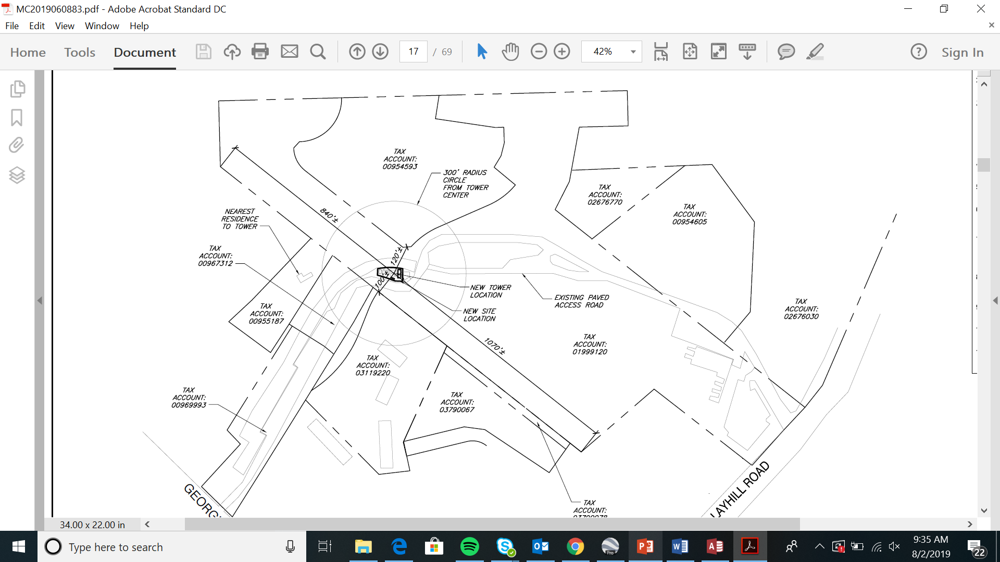 MC2019060883.pdf - Adobe Acrobat Standard DC
File Edit View Window Help
Home Tools Document 17 / 69 42% Sign In
TAX
ACCOUNT:
00954593
300' RADIUS
CIRCLE
FROM TOWER
CENTER
TAX
ACCOUNT:
02676770
TAX
ACCOUNT:
00954605
NEAREST
RESIDENCE
TO TOWER
840'±
TAX
ACCOUNT:
00967312
120'±
100'±
NEW TOWER
LOCATION
EXISTING PAVED
ACCESS ROAD
NEW SITE
LOCATION
TAX
ACCOUNT:
02676030
TAX
ACCOUNT:
00955187
1070'±
TAX
ACCOUNT:
01999120
TAX
ACCOUNT:
03119220
TAX
ACCOUNT:
00969993
TAX
ACCOUNT:
03790067
LAYHILL ROAD
GEORGI
TAX
ACCOUNT:
34.00 x 22.00 in
Type here to search
Pro
9:35 AM
8/2/2019
22